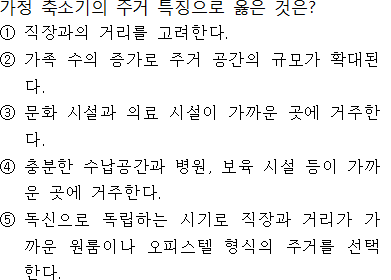 가정 축소기의 주거 특징으로 옳은 것은?
① 직장과의 거리를 고려한다.
② 가족 수의 증가로 주거 공간의 규모가 확대된
다.
③ 문화 시설과 의료 시설이 가까운 곳에 거주한
다.
④ 충분한 수납공간과 병원, 보육 시설 등이 가까
운 곳에 거주한다.
⑤ 독신으로 독립하는 시기로 직장과 거리가 가
까운 원룸이나 오피스텔 형식의 주거를 선택
한다.